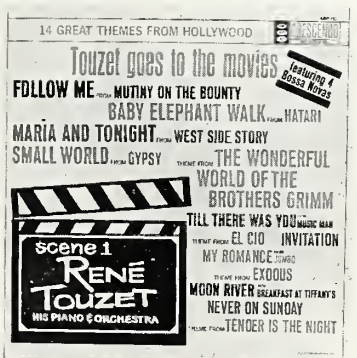 14 GREAT THEMES FROM HOLLYWOOD
CRESCENDO
Touzet goes to the movies
featuring 4
Bossa Novas
FOLLOW ME FROM MUTINY ON THE BOUNTY
BABY ELEPHANT WALK FROM HATARI
MARIA AND TONIGHT FROM WEST SIDE STORY
SMALL WORLD FROM GYPSY THEME FROM THE WONDERFUL
WORLD OF THE
BROTHERS GRIMM
TILL THERE WAS YOU MUSIC MAN
THEME FROM EL CID INVITATION
MY ROMANCE JUMBO
THEME FROM EXODUS
MOON RIVER BREAKFAST AT TIFFANY'S
NEVER ON SUNDAY
THEME FROM TENDER IS THE NIGHT
scene 1
RENÉ
TOUZET
HIS PIANO & ORCHESTRA